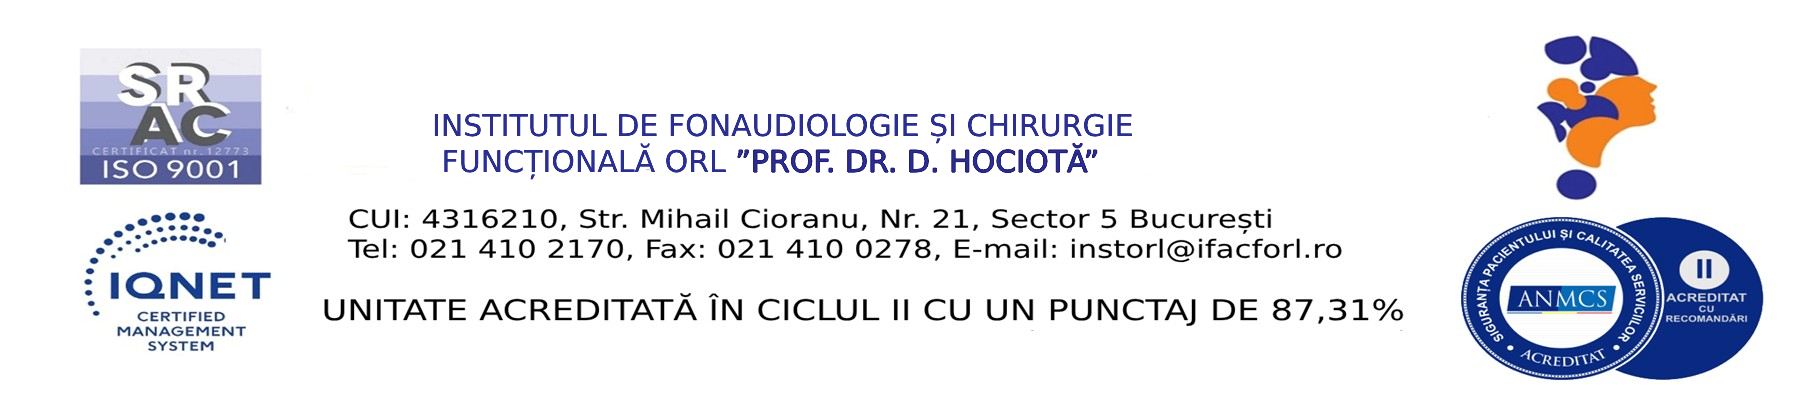 SR
AC
CERTIFICAT nr. 12773
ISO 9001
IQNET
CERTIFIED
MANAGEMENT
SYSTEM
INSTITUTUL DE FONAUDIOLOGIE ȘI CHIRURGIE
FUNCȚIONALĂ ORL ”PROF. DR. D. HOCIOTĂ”
CUI: 4316210, Str. Mihail Cioranu, Nr. 21, Sector 5 București
Tel: 021 410 2170, Fax: 021 410 0278, E-mail: instorl@ifacforl.ro
UNITATE ACREDITATĂ ÎN CICLUL II CU UN PUNCTAJ DE 87,31%
SIGURANȚA PACIENTULUI ȘI CALITATEA SERVICIILOR
ANMCS
• ACREDITAT •
II
ACREDITAT
CU
RECOMANDĂRI